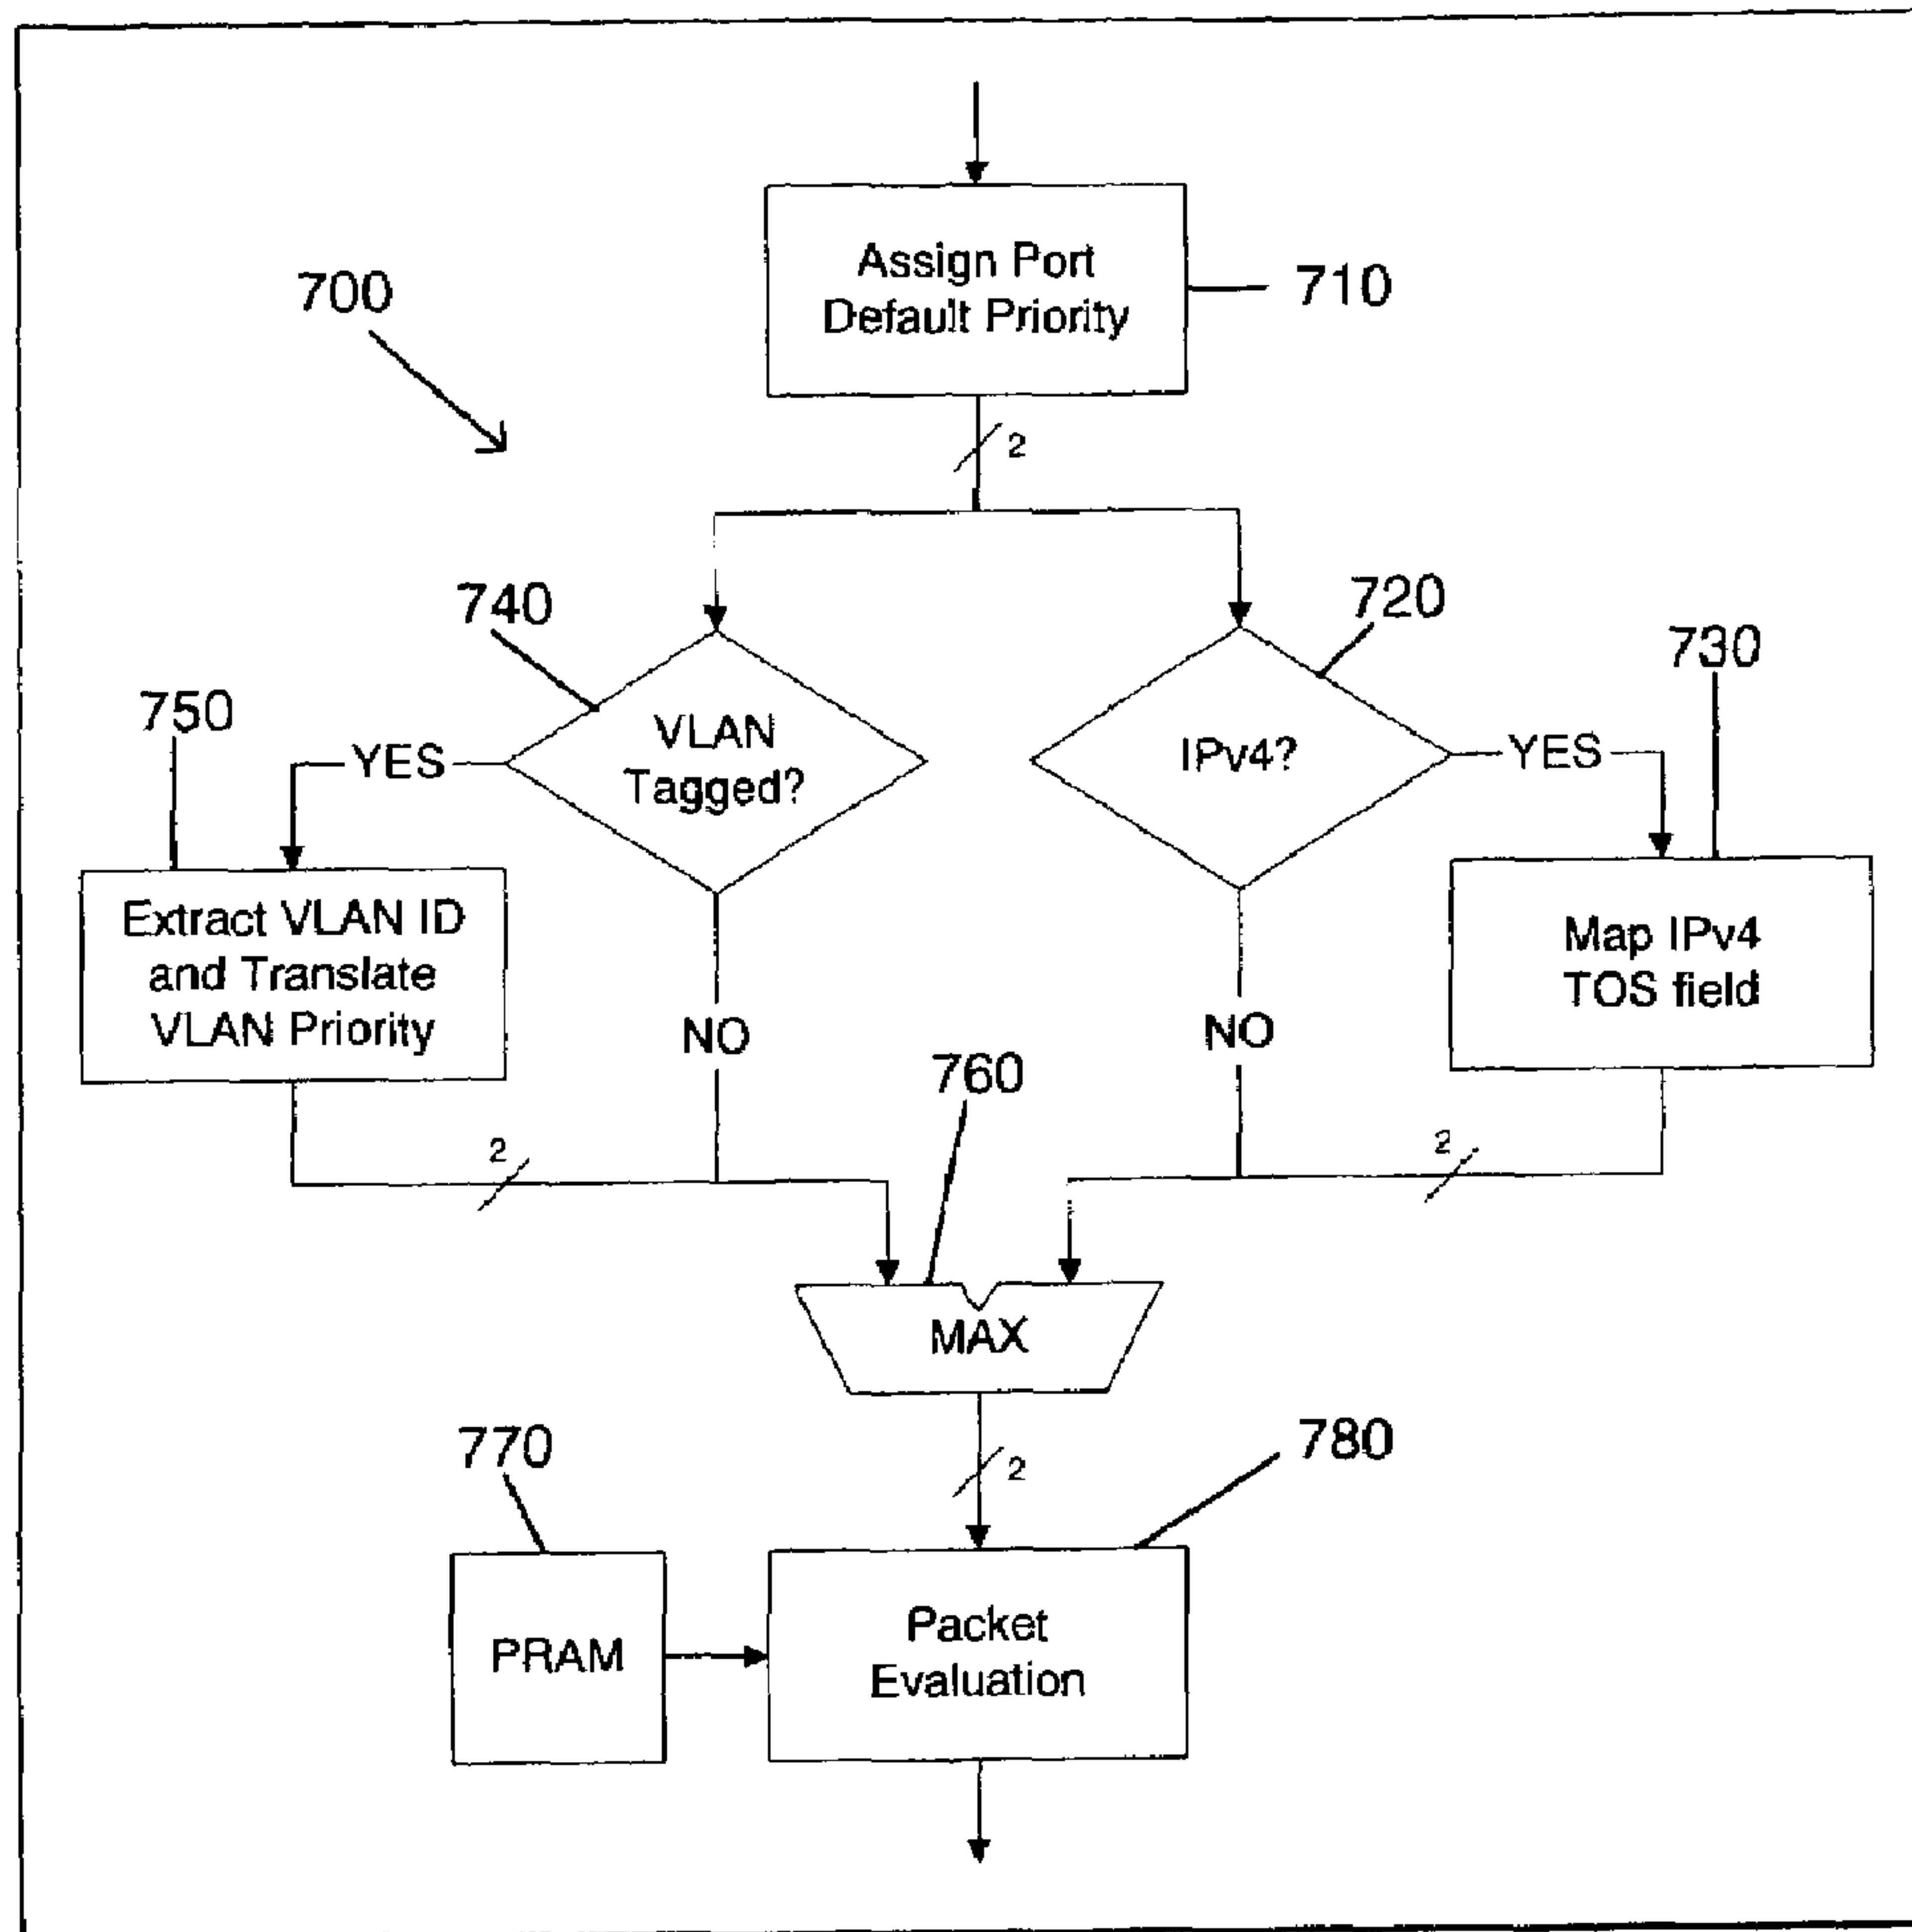 Assign Port
Default Priority
710
700
2
740
720
730
750
VLAN
Tagged?
YES
IPv4?
YES
Extract VLAN ID
and Translate
VLAN Priority
Map IPv4
TOS field
NO
NO
760
2
2
MAX
2
770
780
PRAM
Packet
Evaluation